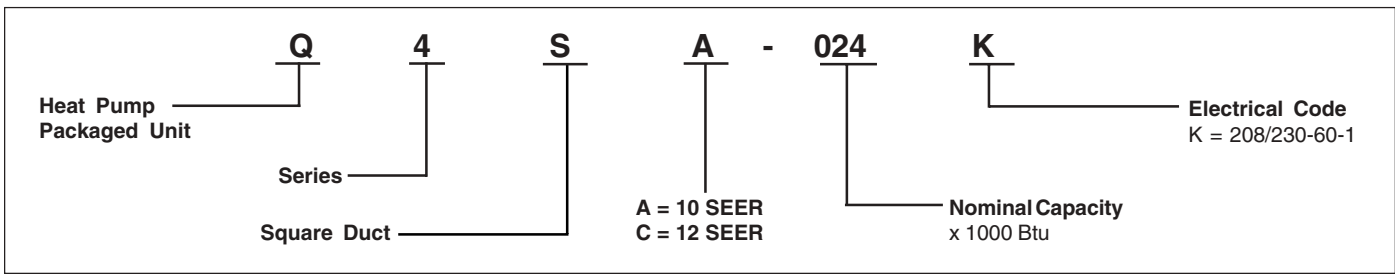 Q 4 S A - 024 K
Heat Pump
Packaged Unit
Series
Square Duct
A = 10 SEER
C = 12 SEER
Nominal Capacity
x 1000 Btu
Electrical Code
K = 208/230-60-1